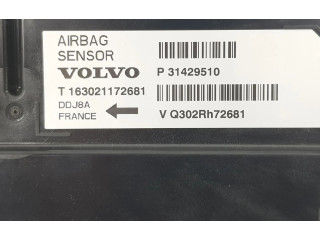 AIRBAG
SENSOR
VOLVO P 31429510
T 163021172681
DDJ8A
FRANCE V Q302Rh72681